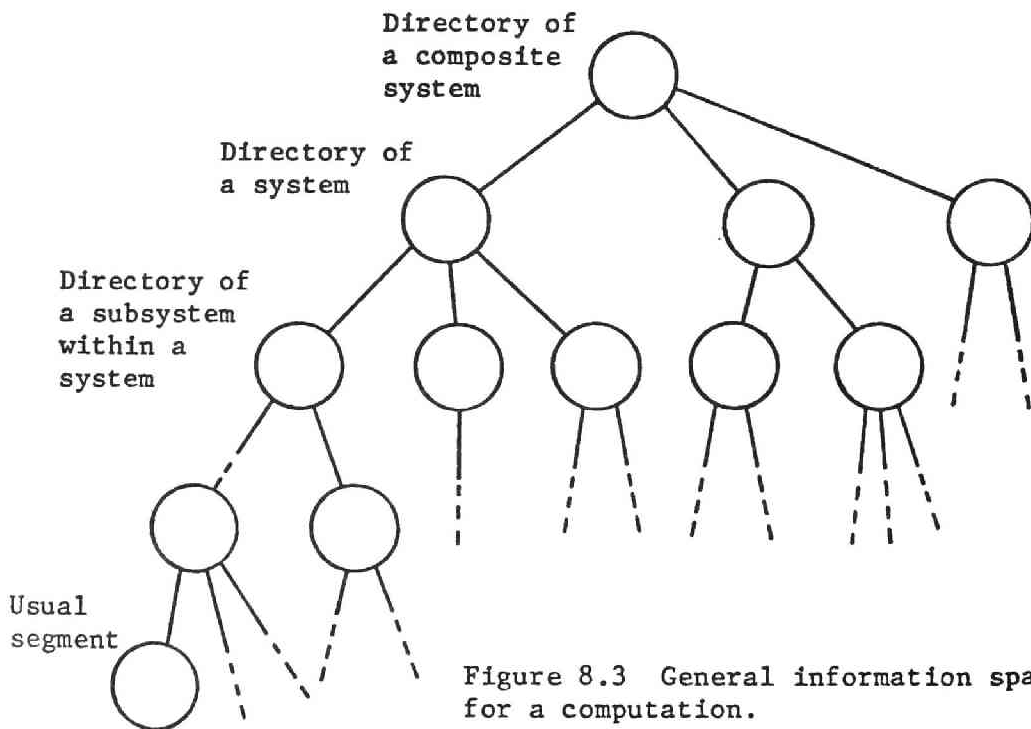 Directory of
a composite
system
Directory of
a system
Directory of
a subsystem
within a
system
Usual
segment
Figure 8.3 General information spa
for a computation.